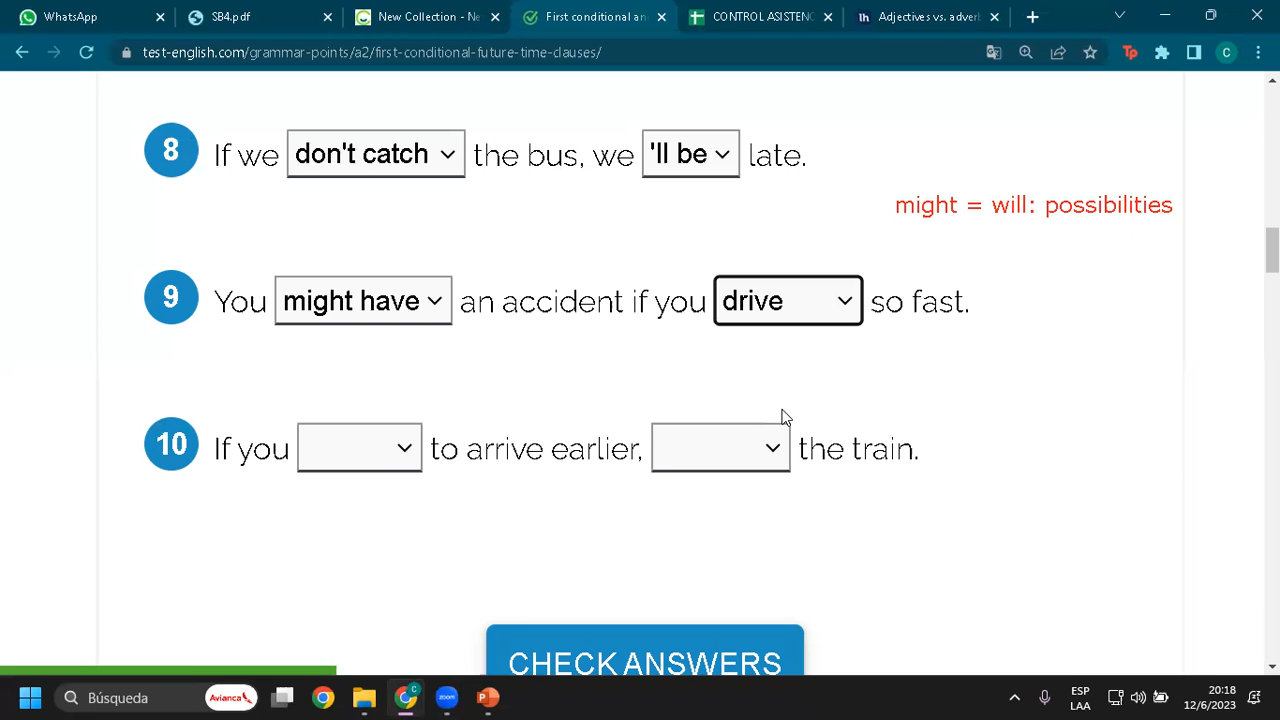 WhatsApp
SB4.pdf
New Collection - Ne
First conditional an
CONTROL ASISTENC
Adjectives vs. adverb
test-english.com/grammar-points/a2/first-conditional-future-time-clauses/
8 If we don't catch the bus, we 'll be late.
might = will: possibilities
9 You might have an accident if you drive so fast.
10 If you to arrive earlier, the train.
CHECK ANSWERS
Búsqueda
Avianca
zoom
ESP
LAA
20:18
12/6/2023